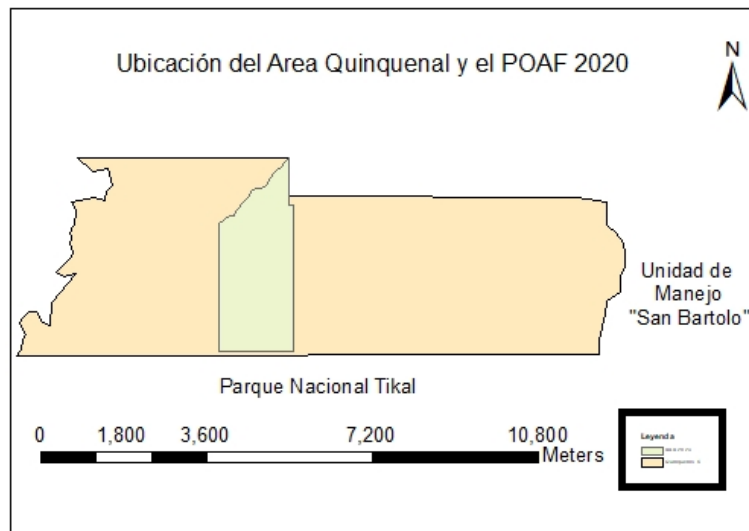 Ubicación del Area Quinquenal y el POAF 2020
N
Unidad de
Manejo
"San Bartolo"
Parque Nacional Tikal
0 1,800 3,600 7,200 10,800
Meters
Leyenda